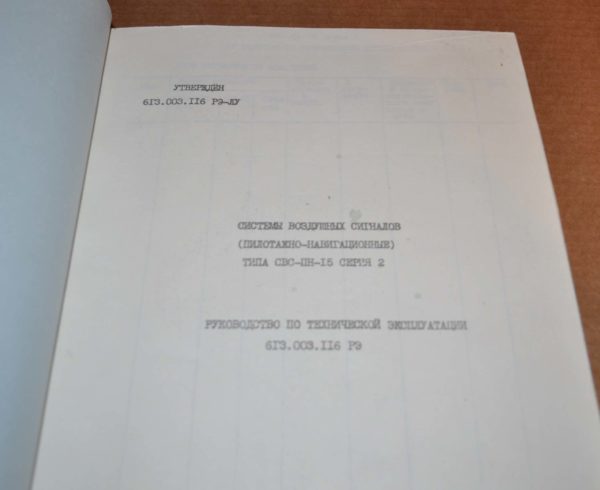 УТВЕРЖДЁН
6Г3.003.116 РЭ-ЛУ
СИСТЕМЫ ВОЗДУШНЫХ СИГНАЛОВ
(ПИЛОТАЖНО-НАВИГАЦИОННЫЕ)
ТИПА СВС-ПН-15 СЕРИЯ 2
РУКОВОДСТВО ПО ТЕХНИЧЕСКОЙ ЭКСПЛУАТАЦИИ
6Г3.003.116 РЭ